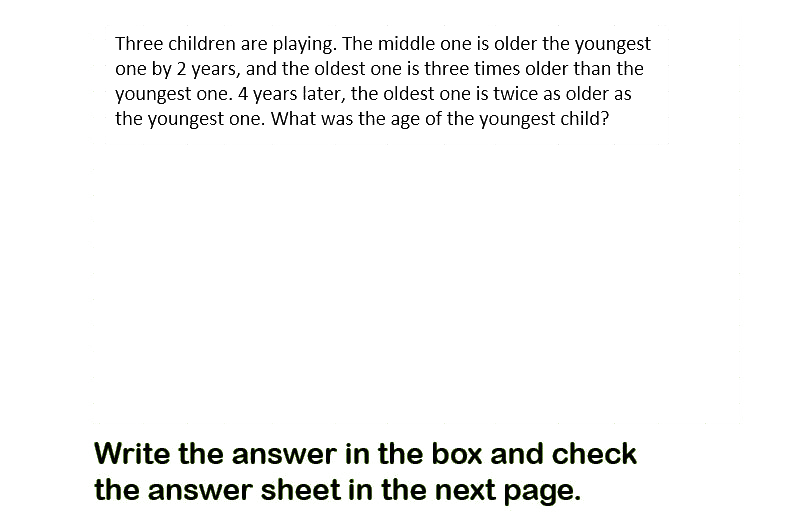 Three children are playing. The middle one is older the youngest
one by 2 years, and the oldest one is three times older than the
youngest one. 4 years later, the oldest one is twice as older as
the youngest one. What was the age of the youngest child?
Write the answer in the box and check
the answer sheet in the next page.